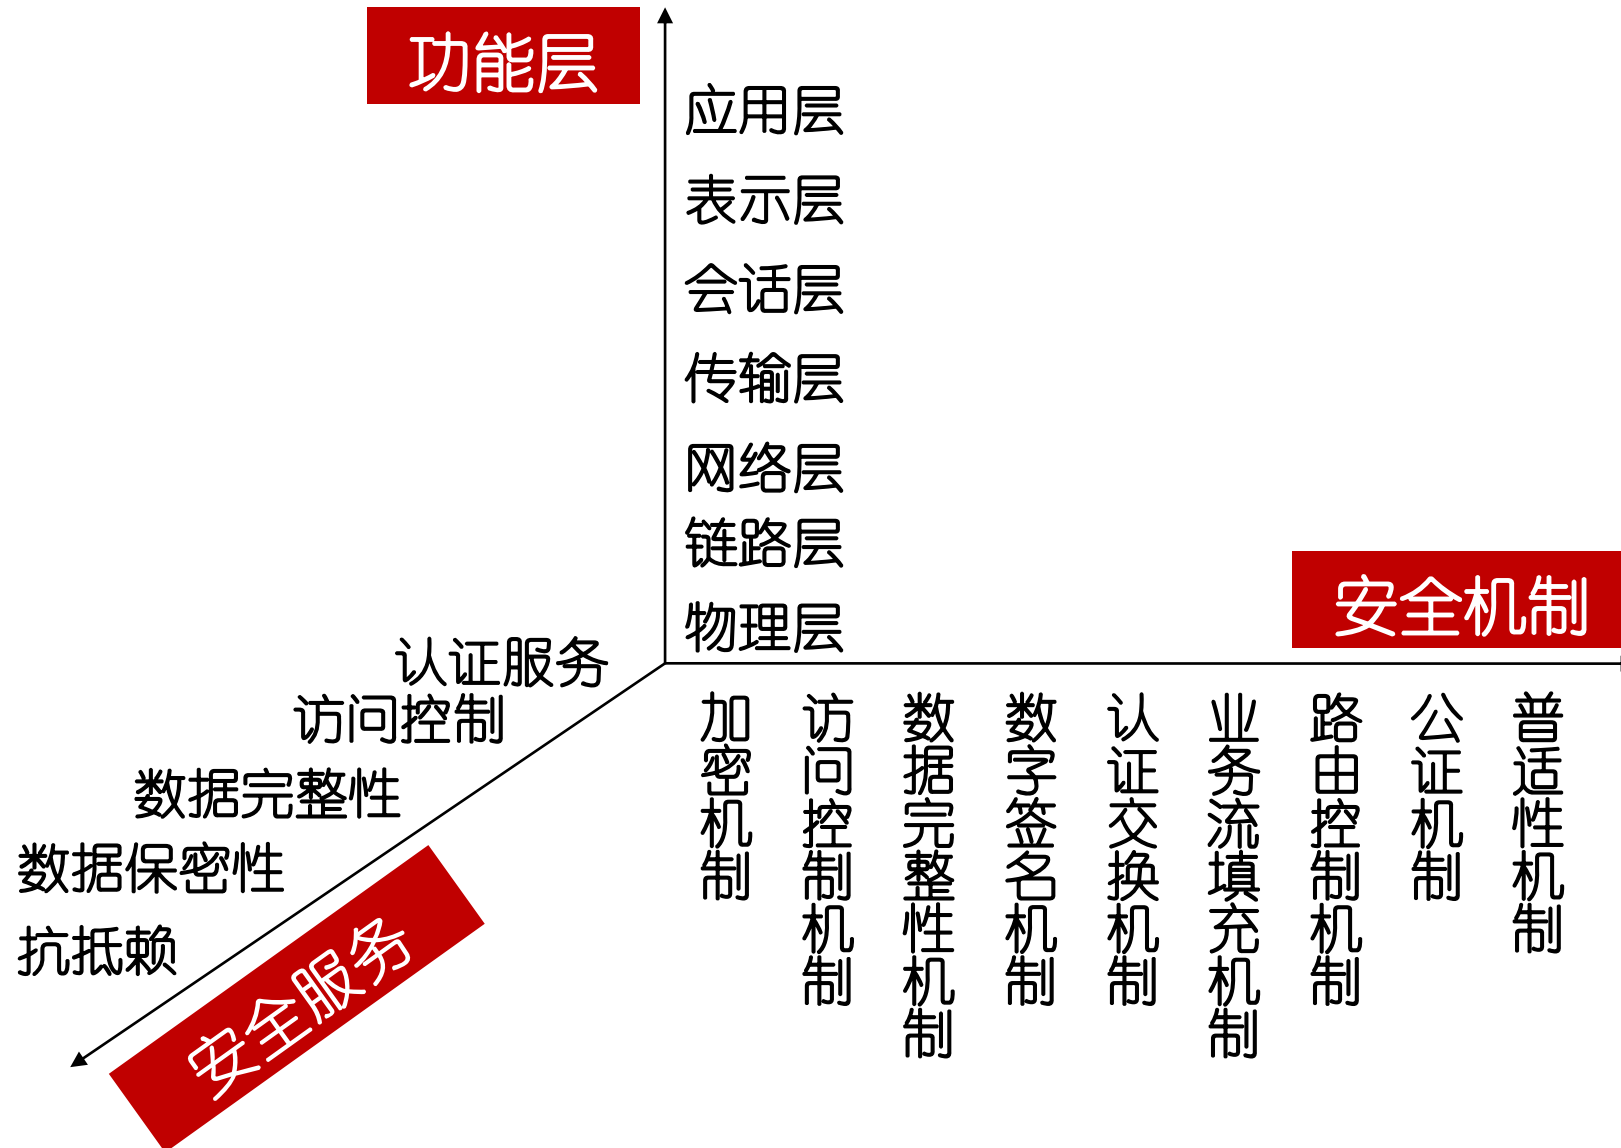 功能层
应用层
表示层
会话层
传输层
网络层
链路层
物理层
安全机制
认证服务
访问控制
数据完整性
数据保密性
抗抵赖
安全服务
加密机制
访问控制机制
数据完整性机制
数字签名机制
认证交换机制
业务流填充机制
路由控制机制
公证机制
普适性机制